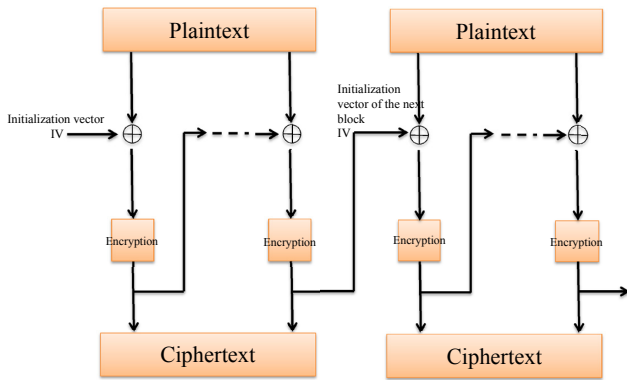 Plaintext
Plaintext
Initialization vector
IV
Initialization
vector of the next
block
IV
Encryption
Encryption
Encryption
Encryption
Ciphertext
Ciphertext